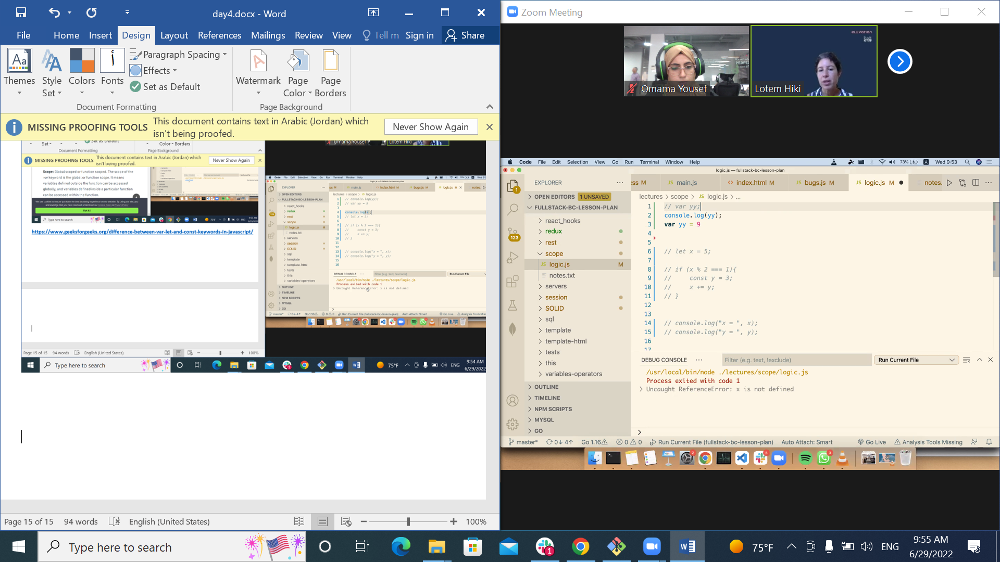 day4.docx - Word
File
Home
Insert
Design
Layout
References
Mailings
Review
View
Tell m
Sign in
Share
Themes
Style Set
Colors
Fonts
Paragraph Spacing
Effects
Set as Default
Watermark
Page Color
Page Borders
Document Formatting
Page Background
MISSING PROOFING TOOLS
This document contains text in Arabic (Jordan) which isn't being proofed.
Never Show Again
Document Formatting
Color - Borders
Page Background
Omama Yousef
Lotem Hiki
MISSING PROOFING TOOLS
This document contains text in Arabic (Jordan) which isn't being proofed.
Never Show Again
Scope: Global scoped or function scoped. The scope of the
var keyword is the global or function scope. It means
variables defined outside the function can be accessed
globally, and variables defined inside a particular function
can be accessed within the function.
Got It !
https://www.geeksforgeeks.org/difference-between-var-let-and-const-keywords-in-javascript/
Page 15 of 15
94 words
English (United States)
100%
Type here to search
75°F
ENG
9:54 AM
6/29/2022
Page 15 of 15
94 words
English (United States)
100%
Zoom Meeting
ELEVATION
Omama Yousef
Lotem Hiki
Code
File
Edit
Selection
View
Go
Run
Terminal
Window
Help
73%
Wed 9:53
logic.js — fullstack-bc-lesson-plan
EXPLORER
css M
main.js
index.html M
bugs.js M
logic.js M
notes.
OPEN EDITORS
1 UNSAVED
lectures > scope > JS logic.js > ...
FULLSTACK-BC-LESSON-PLAN
react_hooks
redux
rest
scope
logic.js M
notes.txt
servers
session
SOLID
sql
template
template-html
tests
this
variables-operators
OUTLINE
TIMELINE
NPM SCRIPTS
MYSQL
GO
1 // var yy;
2 console.log(yy);
3 var yy = 9
4
5
6 // let x = 5;
7
8 // if (x % 2 === 1){
9 // const y = 3;
10 // x += y;
11 // }
12
13
14 // console.log("x = ", x);
15 // console.log("y = ", y);
16
17
DEBUG CONSOLE
Filter (e.g. text, !exclude)
Run Current File
/usr/local/bin/node ./lectures/scope/logic.js
Process exited with code 1
Uncaught ReferenceError: x is not defined
master*
0↓ 4↑
Go 1.16
0
0
Run Current File (fullstack-bc-lesson-plan)
Auto Attach: Smart
Go Live
Analysis Tools Missing
Type here to search
75°F
ENG
9:55 AM
6/29/2022